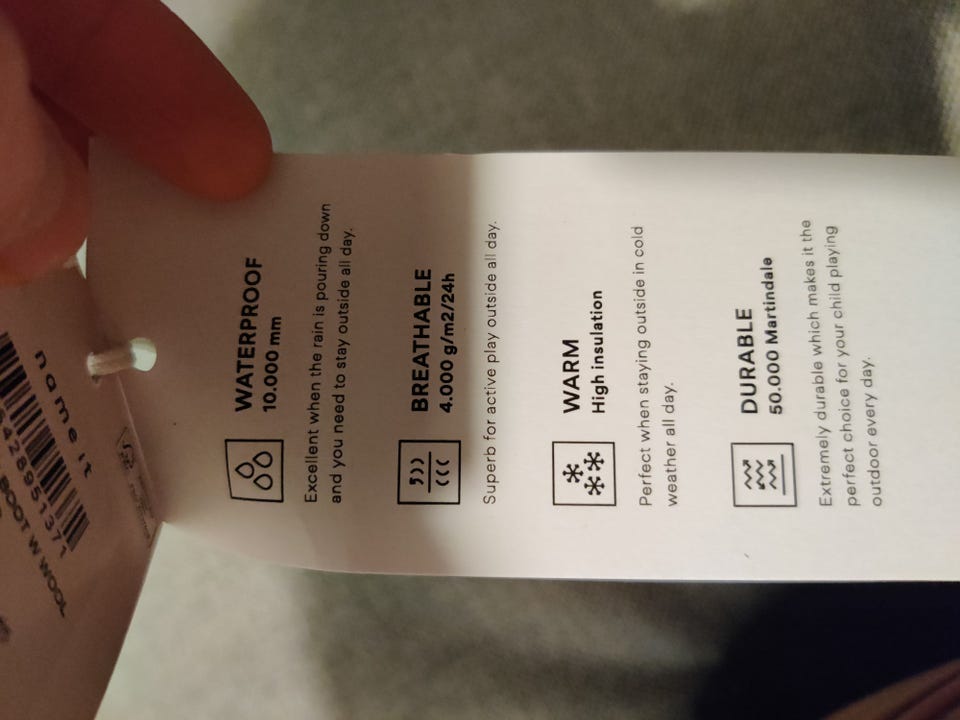 WATERPROOF
10.000 mm
Excellent when the rain is pouring down
and you need to stay outside all day.
BREATHABLE
4.000 g/m2/24h
Superb for active play outside all day.
WARM
High insulation
Perfect when staying outside in cold
weather all day.
DURABLE
50.000 Martindale
Extremely durable which makes it the
perfect choice for your child playing
outdoor every day.
name it
BOOT W WOOL